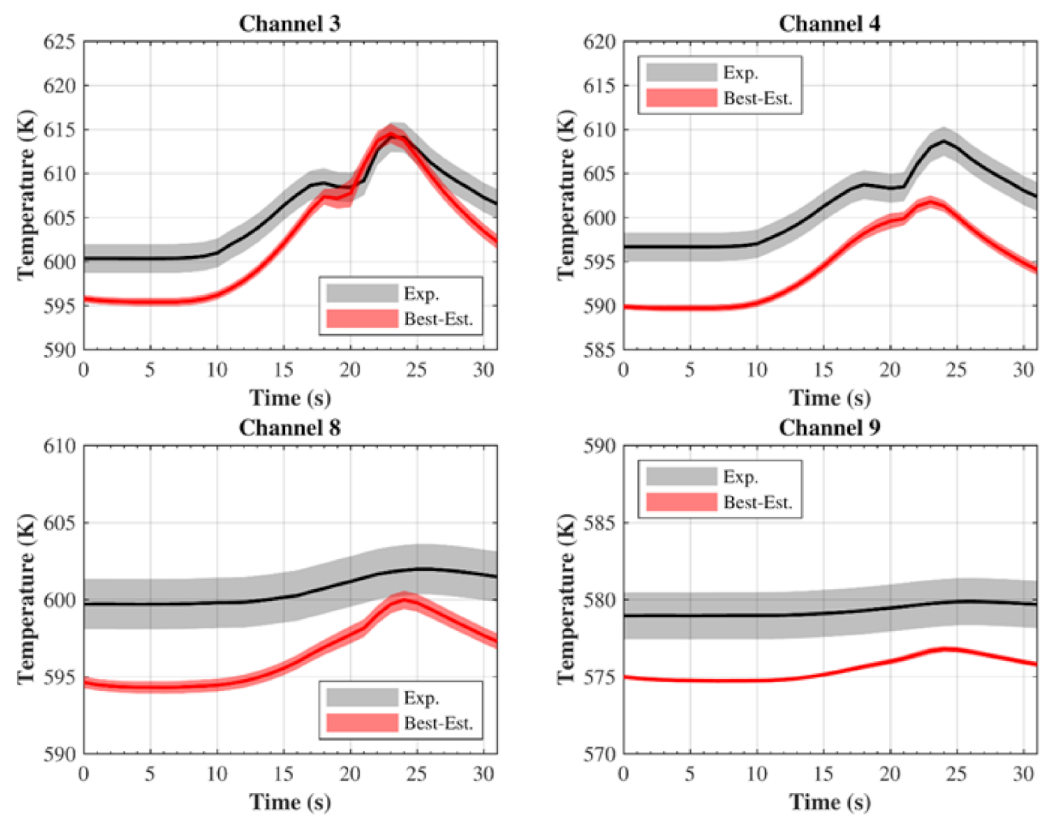 Channel 3
Temperature (K)
625
620
615
610
605
600
595
590
Exp.
Best-Est.
0 5 10 15 20 25 30
Time (s)
Channel 4
Temperature (K)
620
615
610
605
600
595
590
585
Exp.
Best-Est.
0 5 10 15 20 25 30
Time (s)
Channel 8
Temperature (K)
610
605
600
595
590
Exp.
Best-Est.
0 5 10 15 20 25 30
Time (s)
Channel 9
Temperature (K)
590
585
580
575
570
Exp.
Best-Est.
0 5 10 15 20 25 30
Time (s)